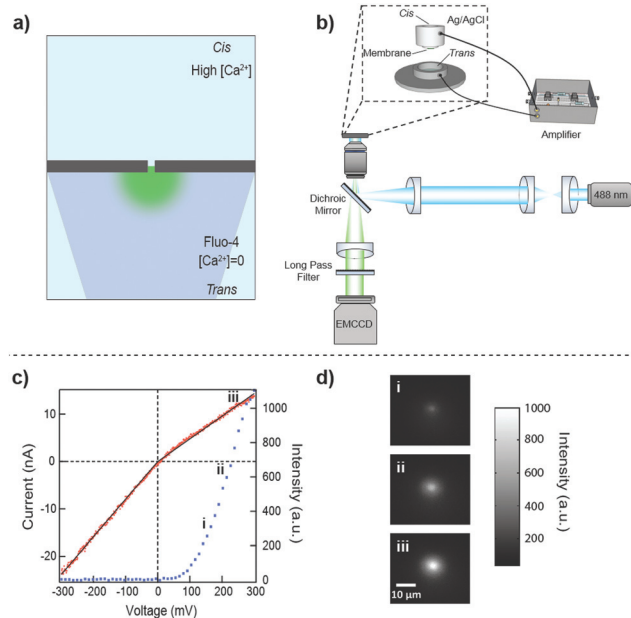 a)
Cis
High [Ca²⁺]
Fluo-4
[Ca²⁺]=0
Trans
b)
Cis
Ag/AgCl
Membrane
Trans
Amplifier
Dichroic
Mirror
488 nm
Long Pass
Filter
EMCCD
c)
Current (nA)
10
0
-10
-20
-300
-200
-100
0
100
200
300
Voltage (mV)
iii
ii
i
1000
800
600
400
200
0
Intensity (a.u.)
d)
i
ii
iii
10 µm
1000
800
600
400
200
Intensity (a.u.)